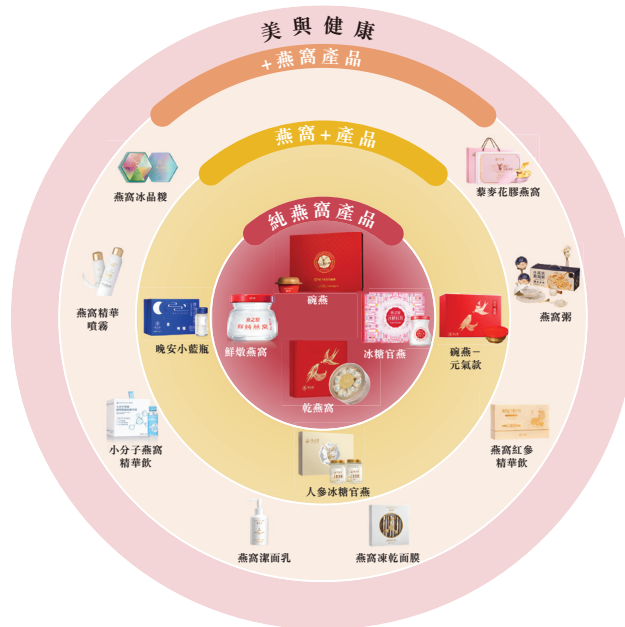 美與健康
+燕窩產品
燕窩+產品
純燕窩產品
燕窩冰晶糭
藜麥花膠燕窩
碗燕
燕窩精華
噴霧
晚安小藍瓶
鮮燉燕窩
冰糖官燕
碗燕－
元氣款
燕窩粥
乾燕窩
小分子燕窩
精華飲
人參冰糖官燕
燕窩紅參
精華飲
燕窩潔面乳
燕窩凍乾面膜